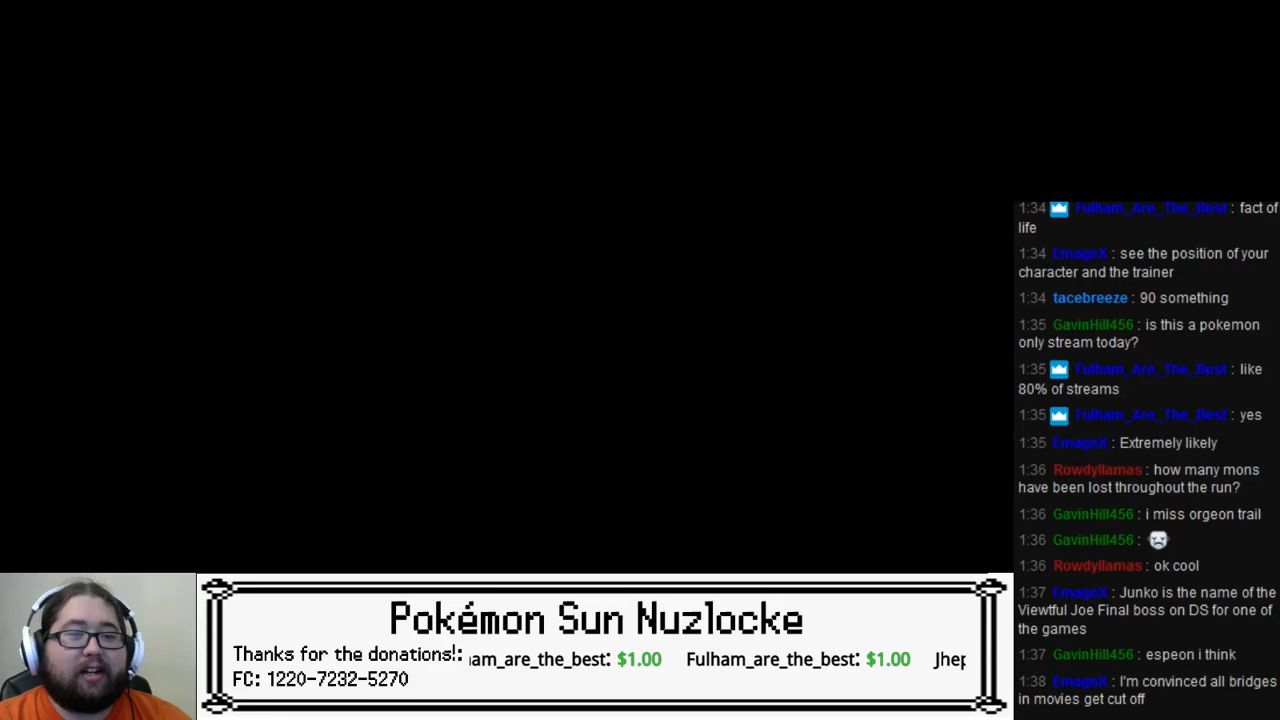 1:34 Fulham_Are_The_Best : fact of
life
1:34 EmagnX : see the position of your
character and the trainer
1:34 tacebreeze : 90 something
1:35 GavinHill456 : is this a pokemon
only stream today?
1:35 Fulham_Are_The_Best : like
80% of streams
1:35 Fulham_Are_The_Best : yes
1:35 EmagnX : Extremely likely
1:36 Rowdyllamas : how many mons
have been lost throughout the run?
1:36 GavinHill456 : i miss orgeon trail
1:36 GavinHill456 :
1:36 Rowdyllamas : ok cool
1:37 EmagnX : Junko is the name of the
Viewtful Joe Final boss on DS for one of
the games
1:37 GavinHill456 : espeon i think
1:38 EmagnX : I'm convinced all bridges
in movies get cut off
Pokémon Sun Nuzlocke
Thanks for the donations!: am_are_the_best: $1.00 Fulham_are_the_best: $1.00 Jhep
FC: 1220-7232-5270